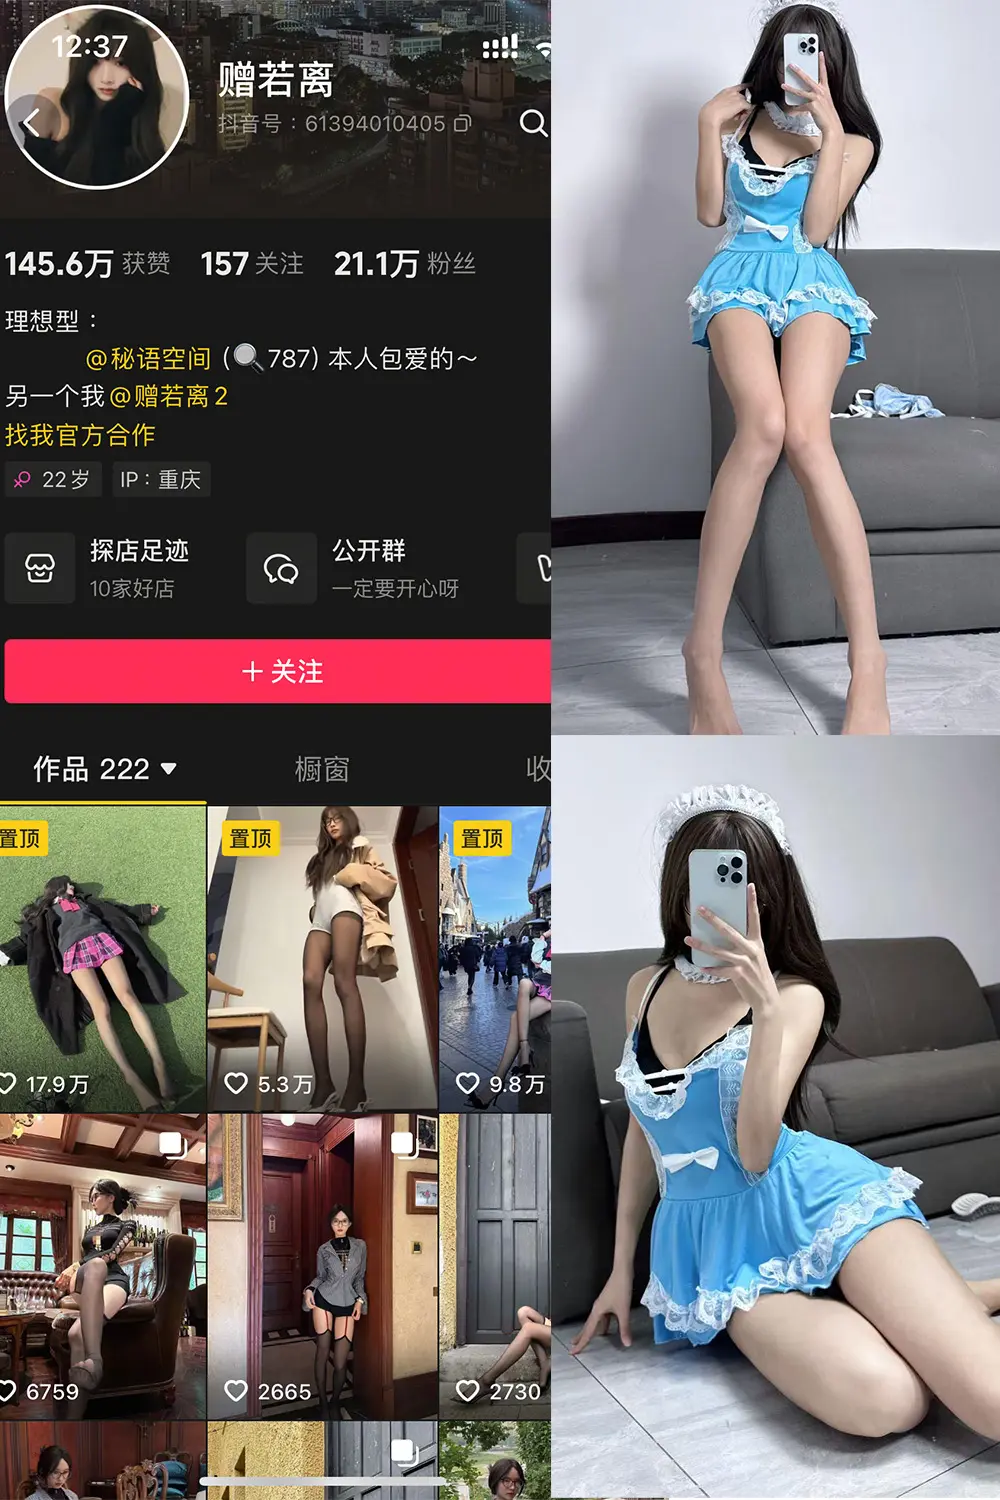 12:37
赠若离
抖音号：61394010405
145.6万 获赞 157 关注 21.1万 粉丝
理想型：
@秘语空间 (🔍787) 本人包爱的～
另一个我@赠若离2
找我官方合作
22岁 IP：重庆
探店足迹 公开群
10家好店 一定要开心呀
+ 关注
作品 222 橱窗 收
置顶 置顶 置顶
17.9万 5.3万 9.8万
6759 2665 2730